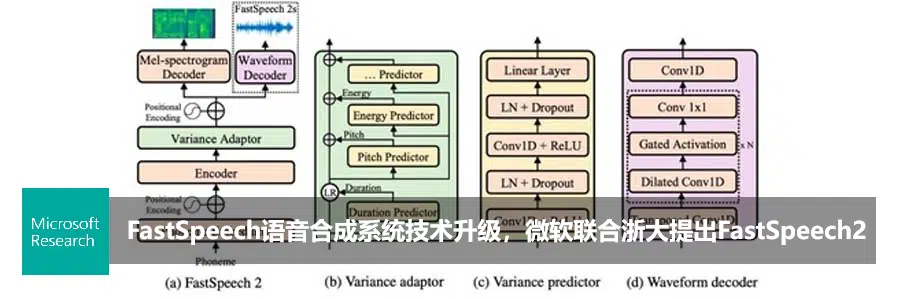 FastSpeech 2s
Mel-spectrogram
Decoder
Waveform
Decoder
Positional
Encoding
Variance Adaptor
Encoder
Positional
Encoding
Phoneme
(a) FastSpeech 2
... Predictor
Energy
Energy Predictor
Pitch
Pitch Predictor
LR
Duration
Duration Predictor
(b) Variance adaptor
Linear Layer
LN + Dropout
Conv1D + ReLU
LN + Dropout
(c) Variance predictor
Conv1D
Conv 1x1
Gated Activation
x N
Dilated Conv1D
(d) Waveform decoder
Microsoft
Research
FastSpeech语音合成系统技术升级，微软联合浙大提出FastSpeech2